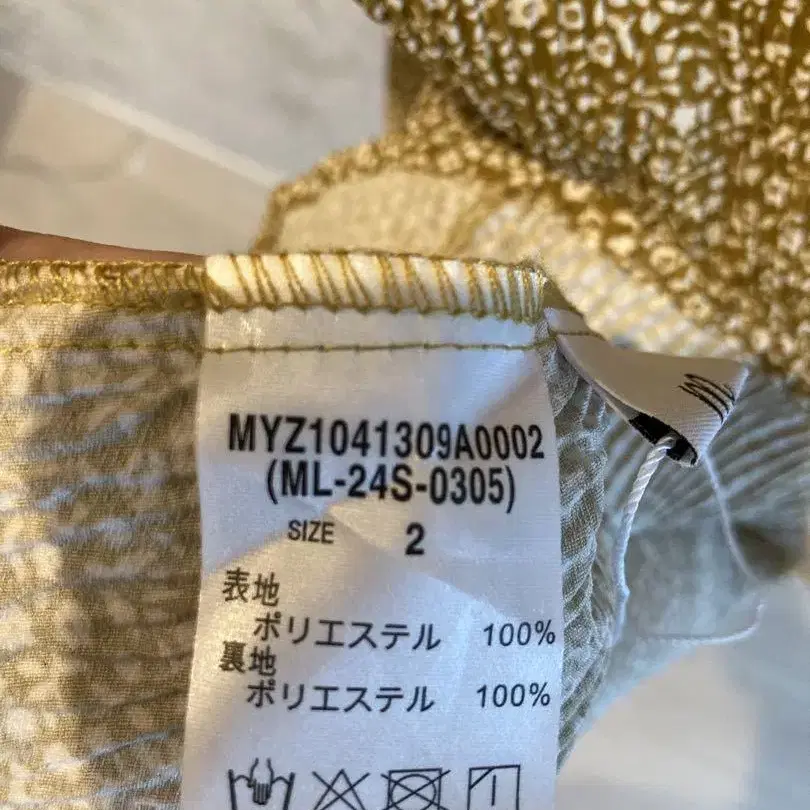 MYZ1041309A0002
(ML-24S-0305)
SIZE 2
表地
ポリエステル 100%
裏地
ポリエステル 100%